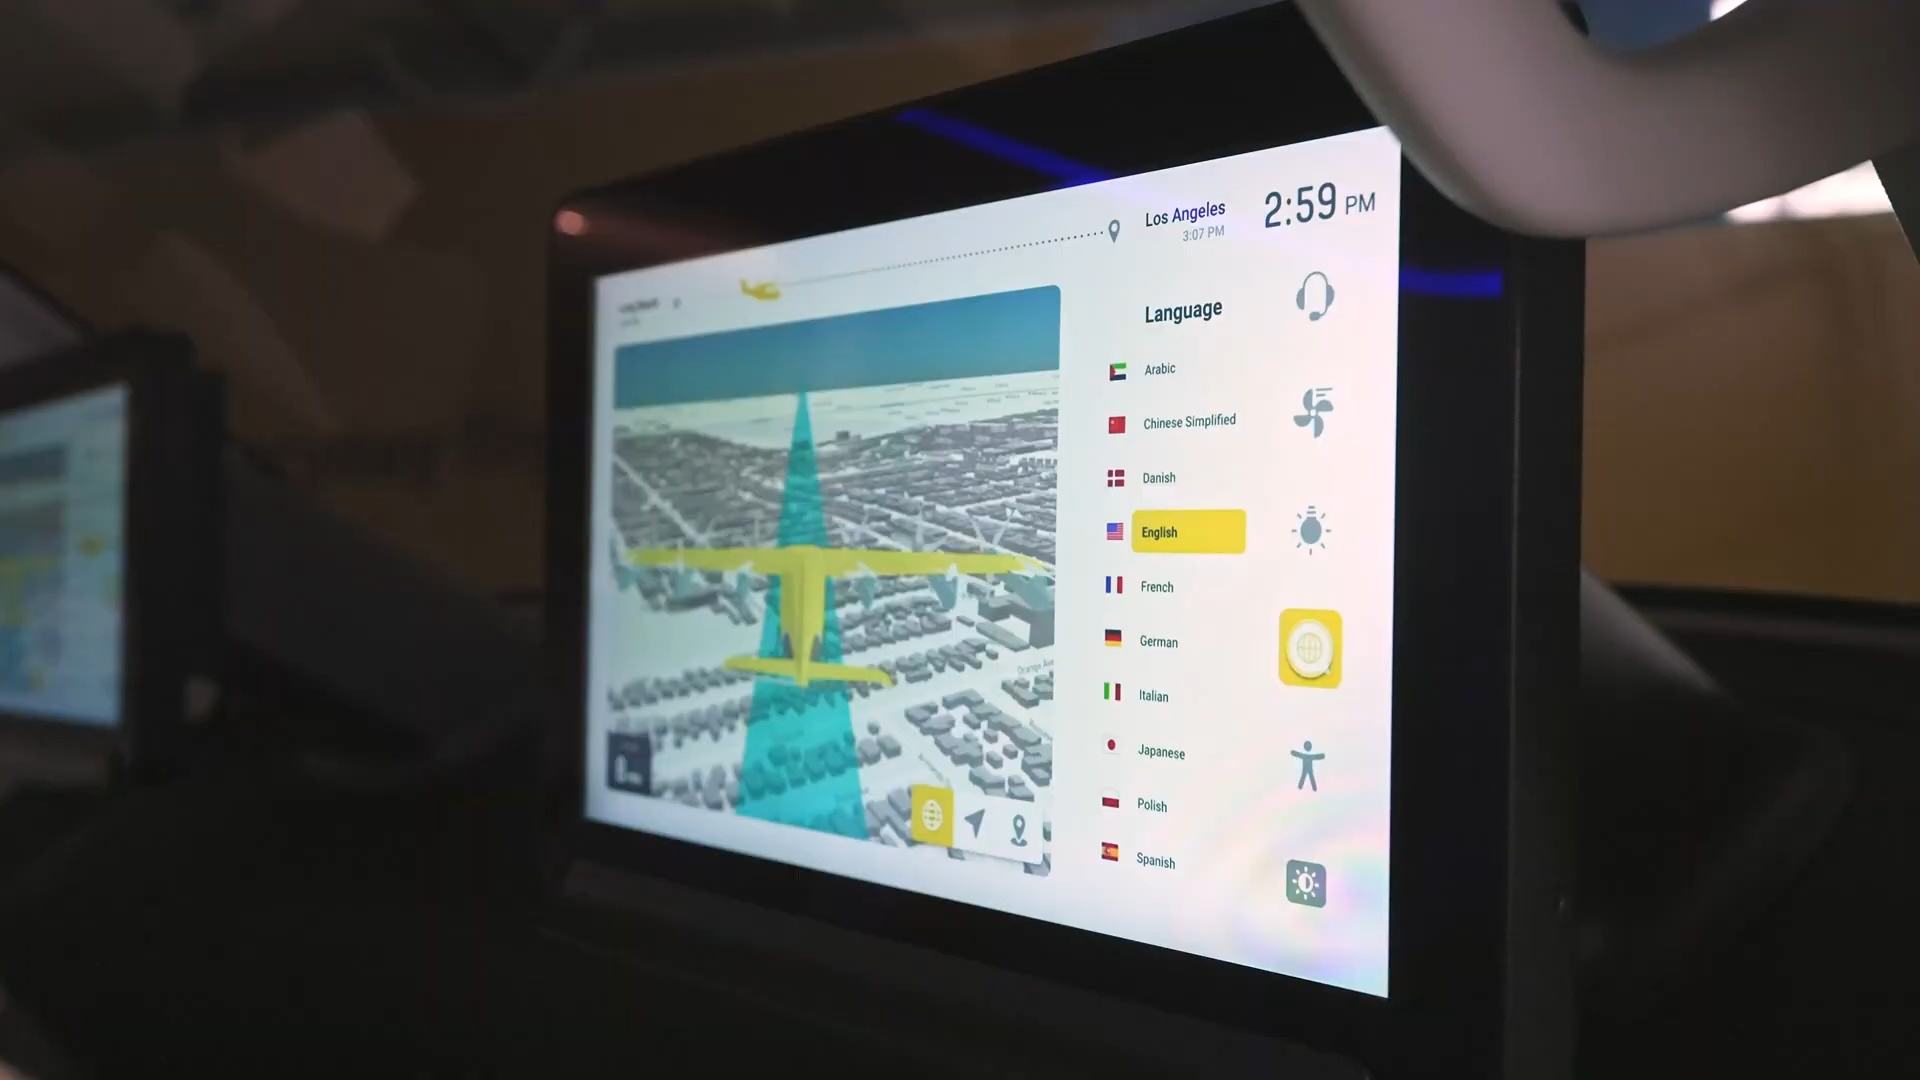 Los Angeles
3:07 PM
2:59 PM
Language
Arabic
Chinese Simplified
Danish
English
French
German
Italian
Japanese
Polish
Spanish